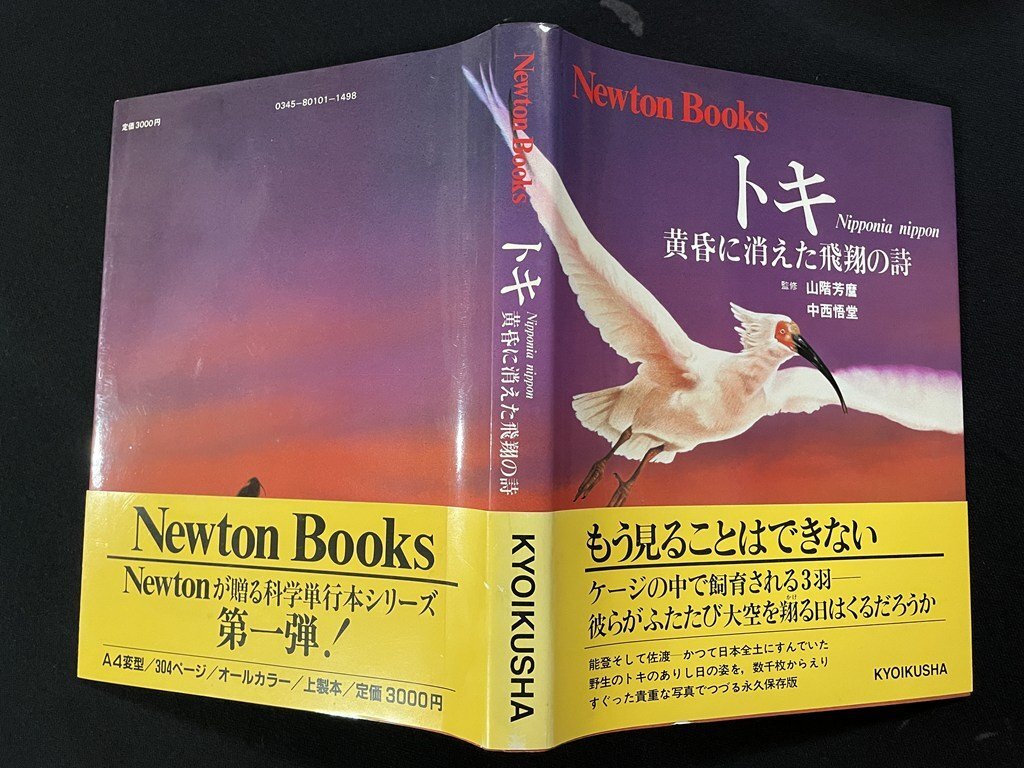 定価3000円
0345-80101-1498
Newton Books
Newtonが贈る科学単行本シリーズ
第一弾！
A4変型/304ページ/オールカラー/上製本/定価3000円
Newton Books
トキ
Nipponia nippon
黄昏に消えた飛翔の詩
KYOIKUSHA
Newton Books
トキ
Nipponia nippon
黄昏に消えた飛翔の詩
監修 山階芳麿
中西悟堂
もう見ることはできない
ケージの中で飼育される3羽──
彼らがふたたび大空を翔る日はくるだろうか
かけ
能登そして佐渡─かつて日本全土にすんでいた
野生のトキのありし日の姿を,数千枚からえり
すぐった貴重な写真でつづる永久保存版
KYOIKUSHA